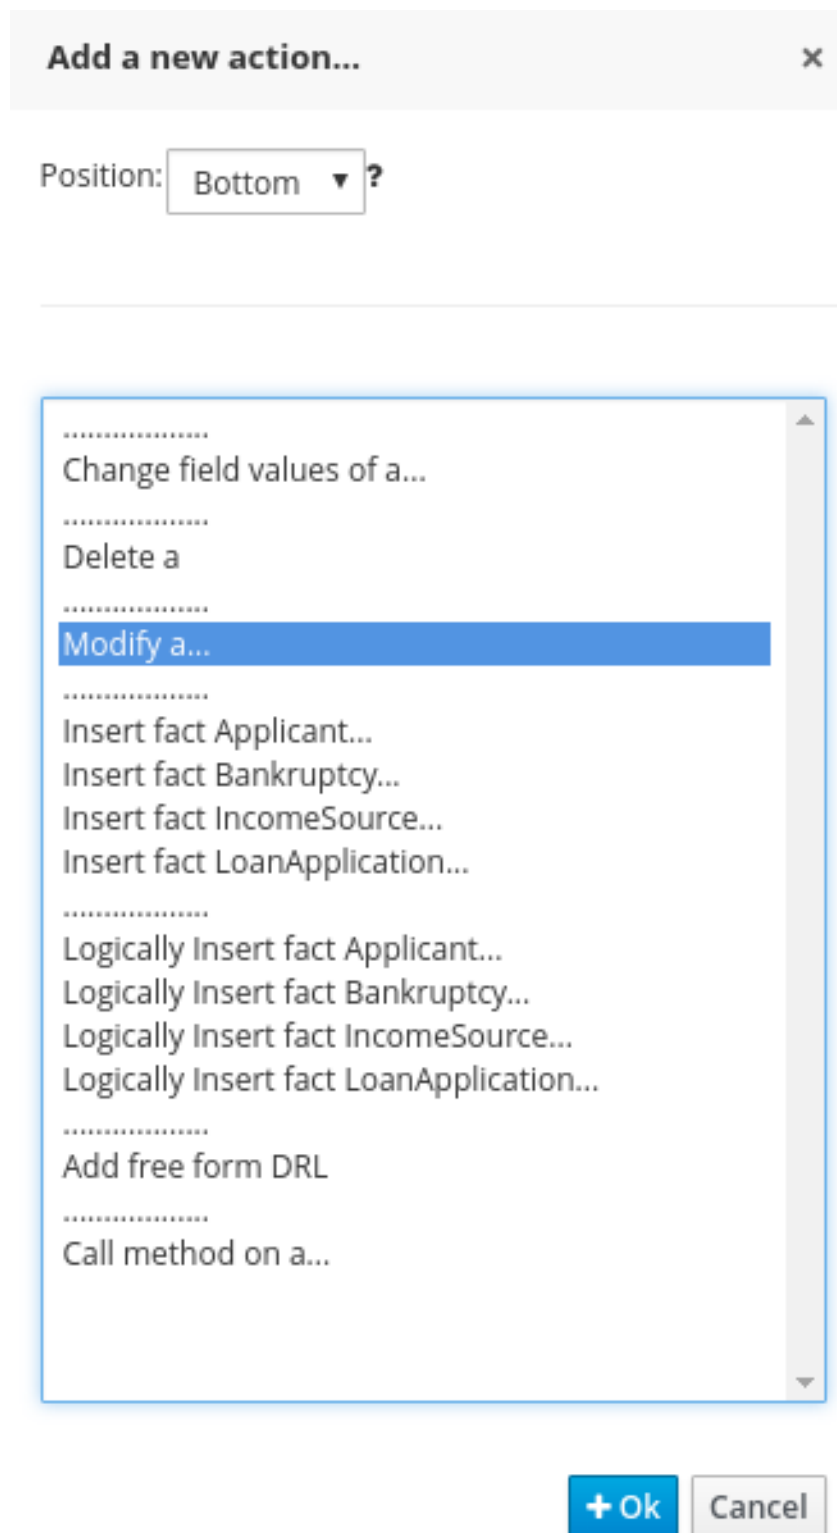 Add a new action... ×
Position: Bottom ▼ ?
..................
Change field values of a...
..................
Delete a
..................
Modify a...
..................
Insert fact Applicant...
Insert fact Bankruptcy...
Insert fact IncomeSource...
Insert fact LoanApplication...
..................
Logically Insert fact Applicant...
Logically Insert fact Bankruptcy...
Logically Insert fact IncomeSource...
Logically Insert fact LoanApplication...
..................
Add free form DRL
..................
Call method on a...
+ Ok Cancel